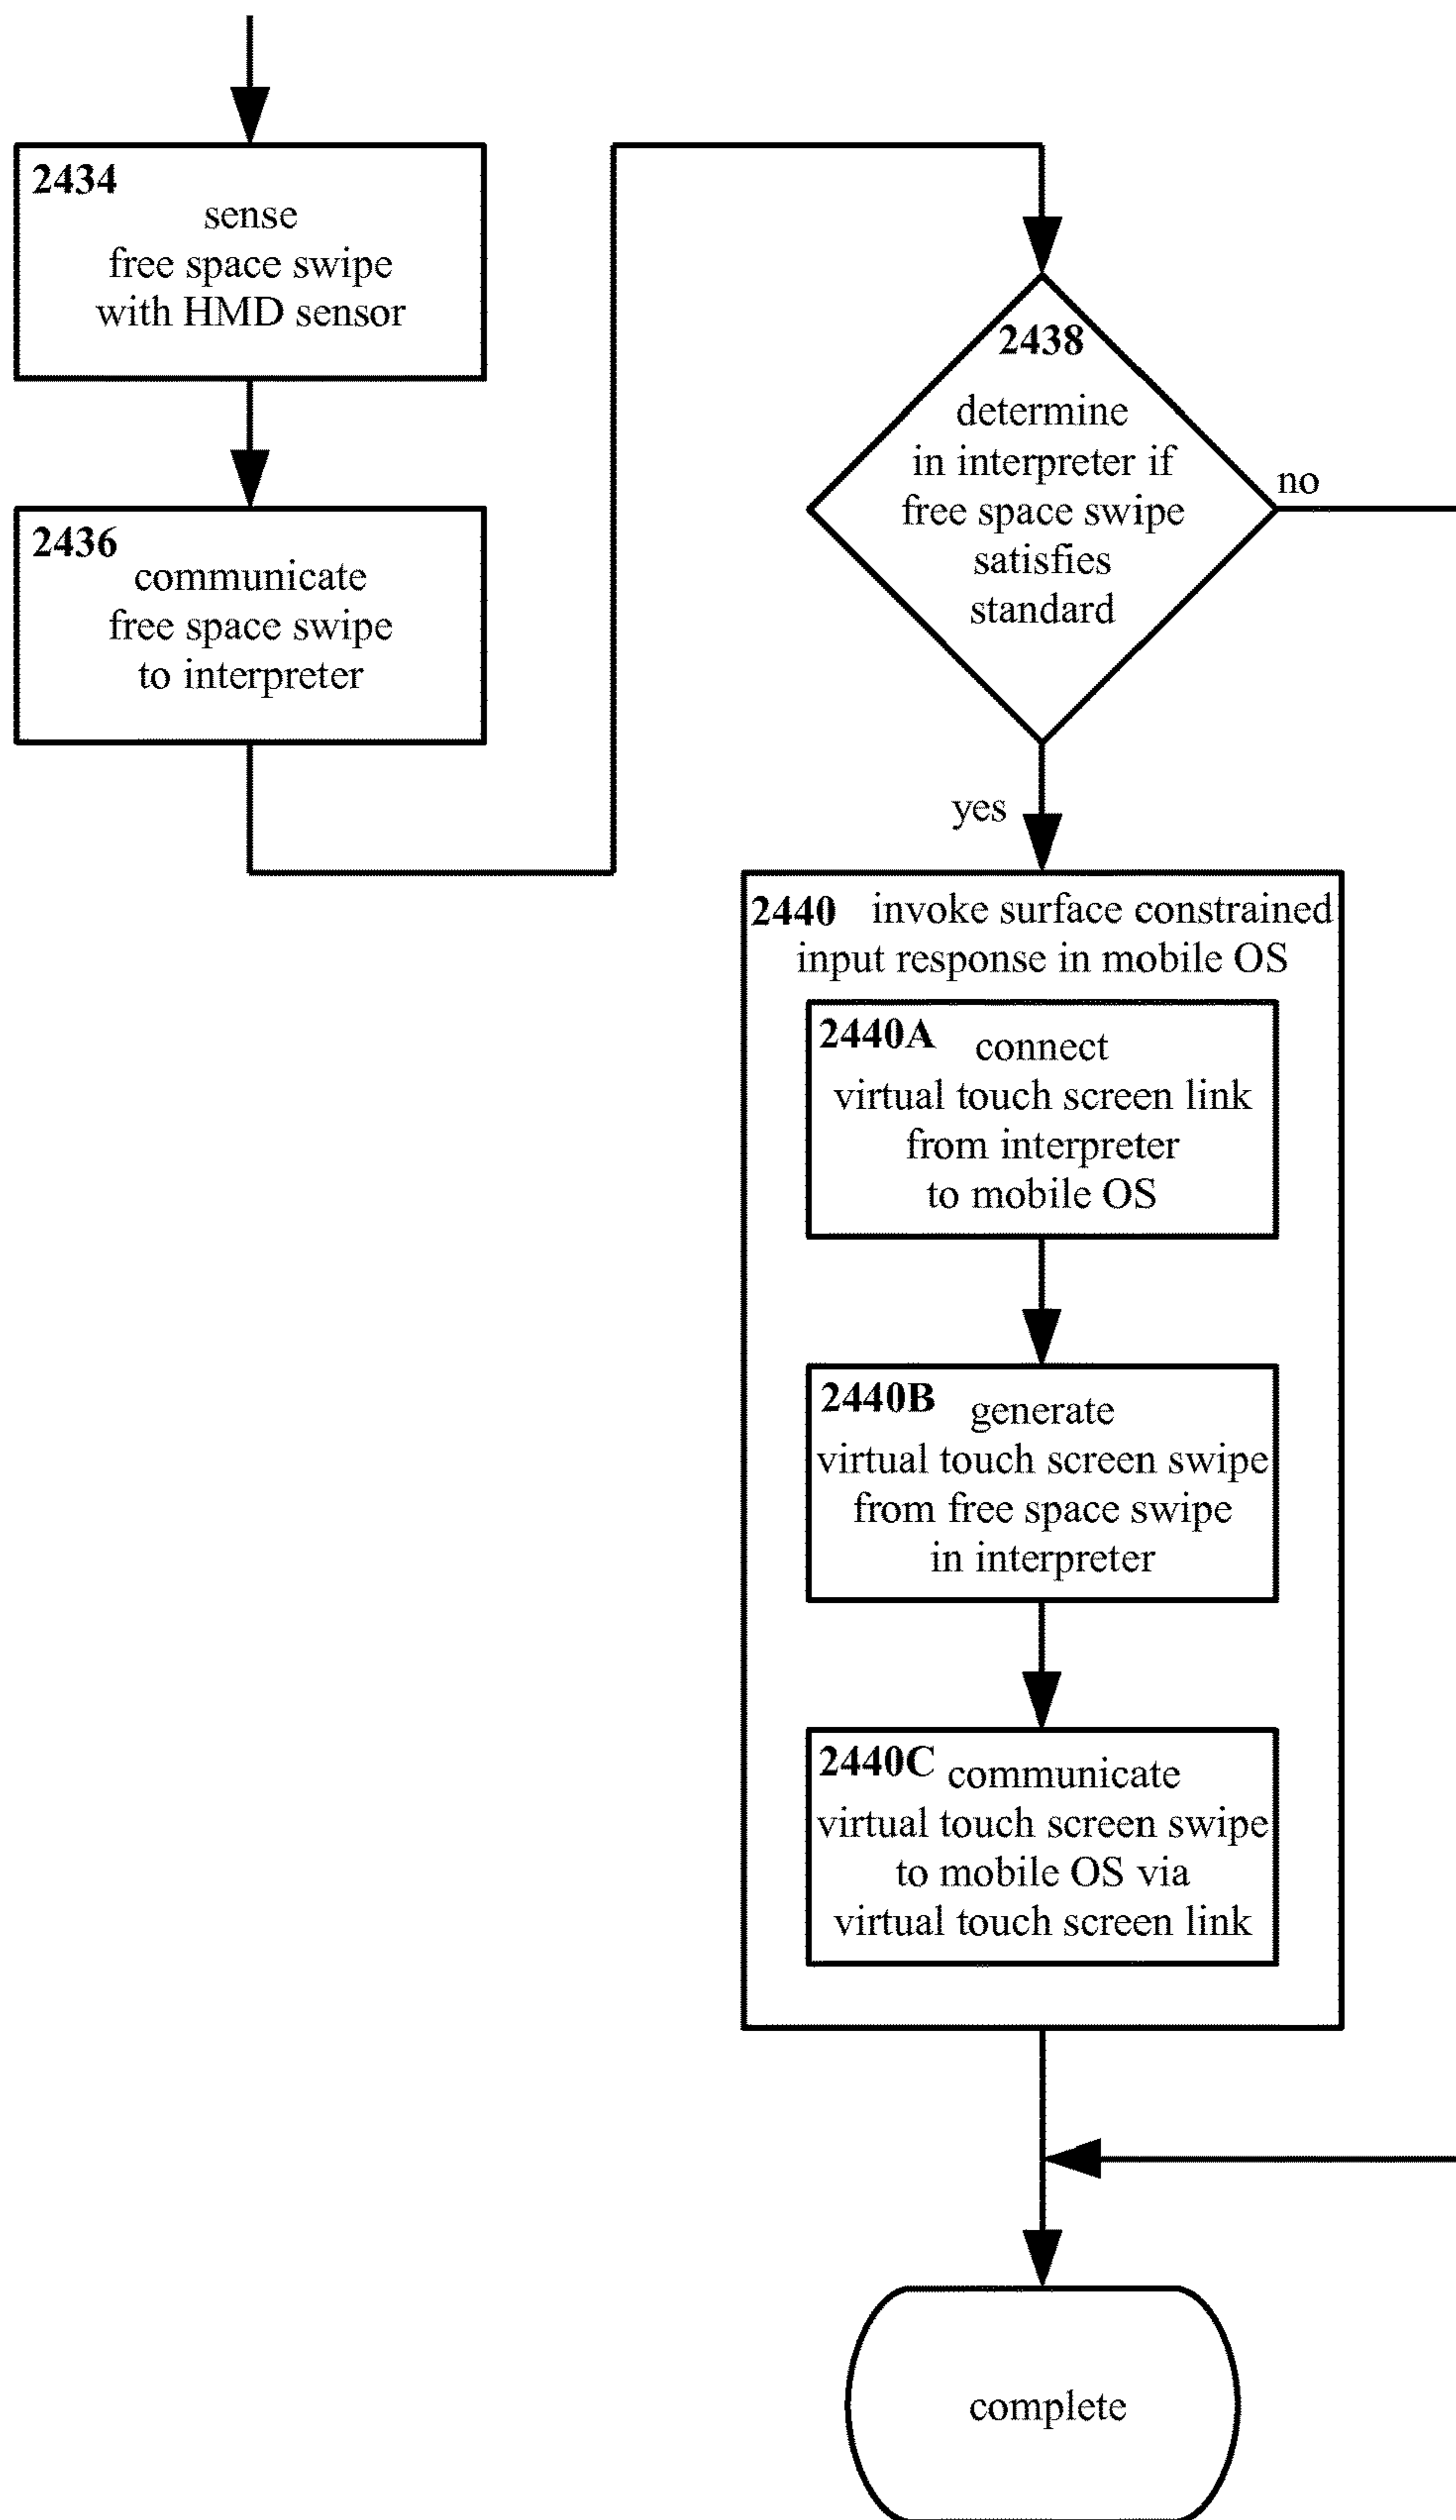 2434
sense
free space swipe
with HMD sensor
2436
communicate
free space swipe
to interpreter
2438
determine
in interpreter if
free space swipe
satisfies
standard
no
yes
2440 invoke surface constrained
input response in mobile OS
2440A connect
virtual touch screen link
from interpreter
to mobile OS
2440B generate
virtual touch screen swipe
from free space swipe
in interpreter
2440C communicate
virtual touch screen swipe
to mobile OS via
virtual touch screen link
complete